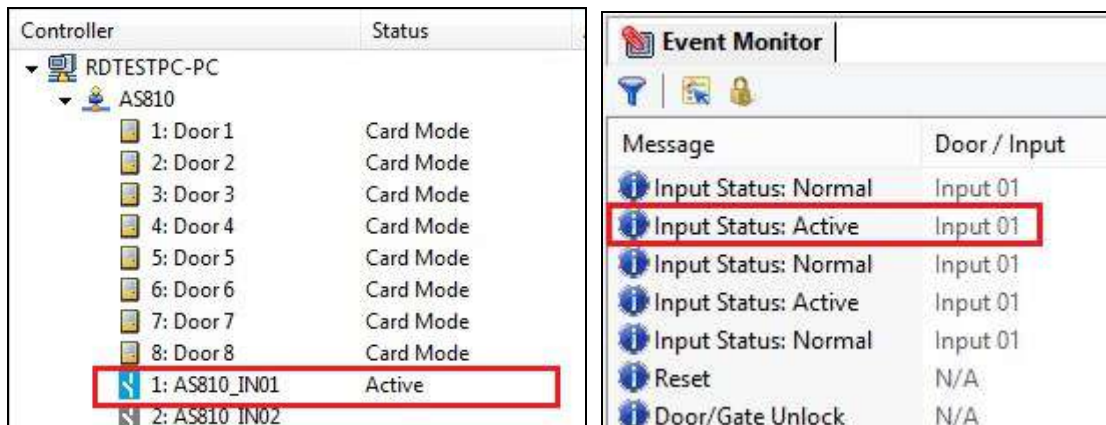 Controller Status
RDTESTPC-PC
AS810
1: Door 1 Card Mode
2: Door 2 Card Mode
3: Door 3 Card Mode
4: Door 4 Card Mode
5: Door 5 Card Mode
6: Door 6 Card Mode
7: Door 7 Card Mode
8: Door 8 Card Mode
1: AS810_IN01 Active
2: AS810_IN02
Event Monitor
Message Door / Input
Input Status: Normal Input 01
Input Status: Active Input 01
Input Status: Normal Input 01
Input Status: Active Input 01
Input Status: Normal Input 01
Reset N/A
Door/Gate Unlock N/A